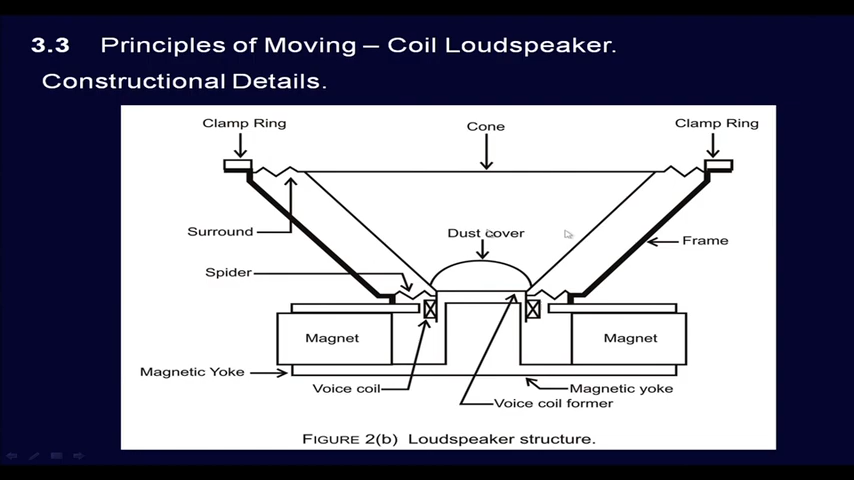 3.3 Principles of Moving – Coil Loudspeaker.
Constructional Details.
Clamp Ring
Cone
Clamp Ring
Surround
Dust cover
Frame
Spider
Magnet
Magnet
Magnetic Yoke
Voice coil
Magnetic yoke
Voice coil former
FIGURE 2(b) Loudspeaker structure.